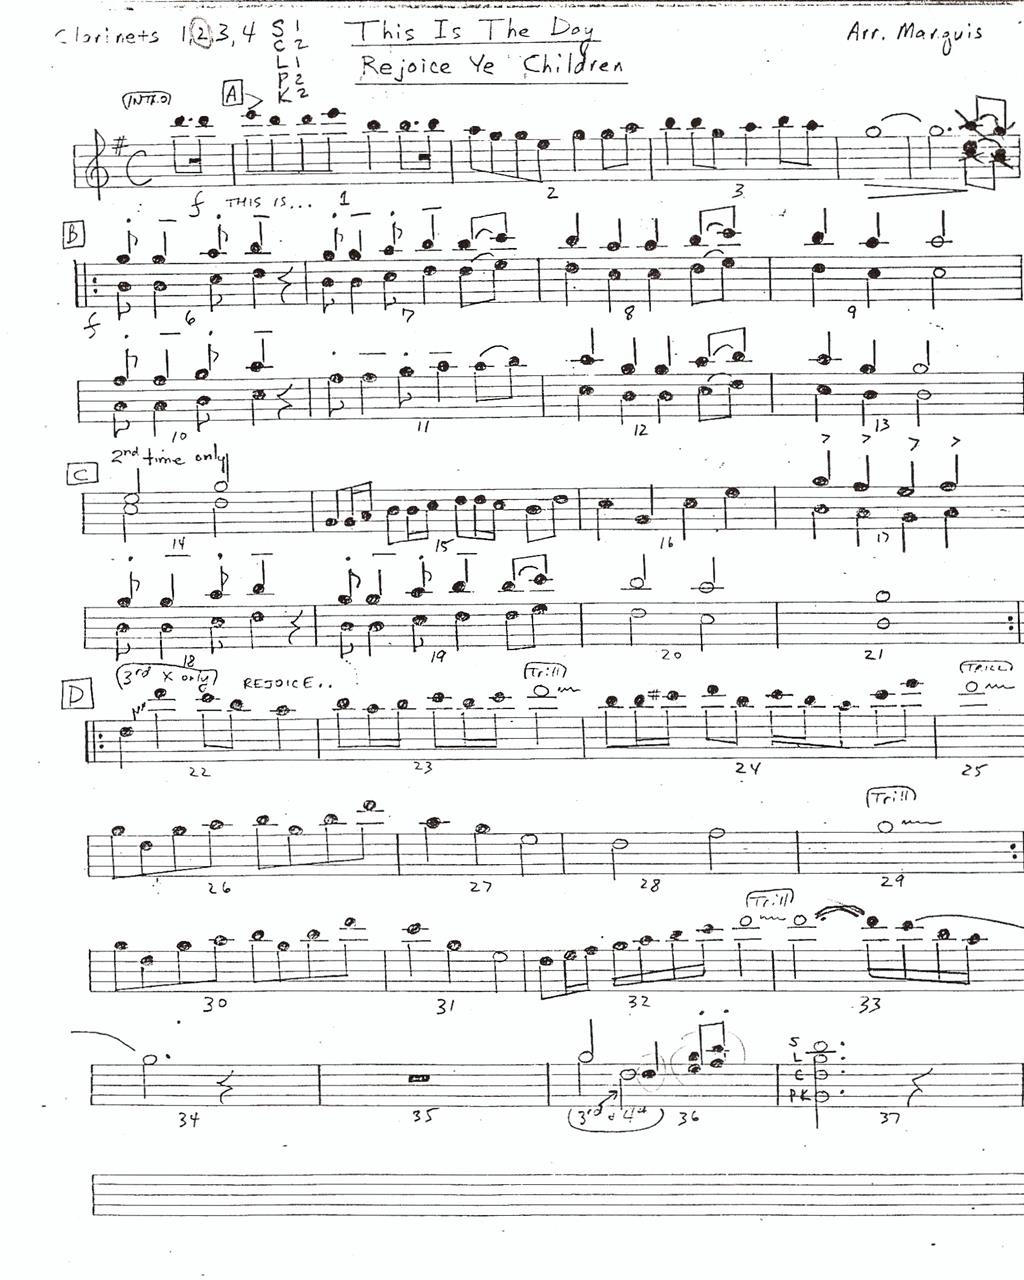 Clarinets 1, 2, 3, 4 S 1 This Is The Day Arr. Marquis
C 2
L 1 Rejoice Ye Children
P 2
K 2
INTRO A
f THIS IS... 1 2 3
B
f 6 7 8 9
10 11 12 13
C 2nd time only
14 15 16 17
18 19 20 21
D 3rd x only REJOICE.. Trill TRILL
22 23 24 25
Trill
26 27 28 29
Trill
30 31 32 33
S
L
C
PK
34 35 3rd & 4th 36 37